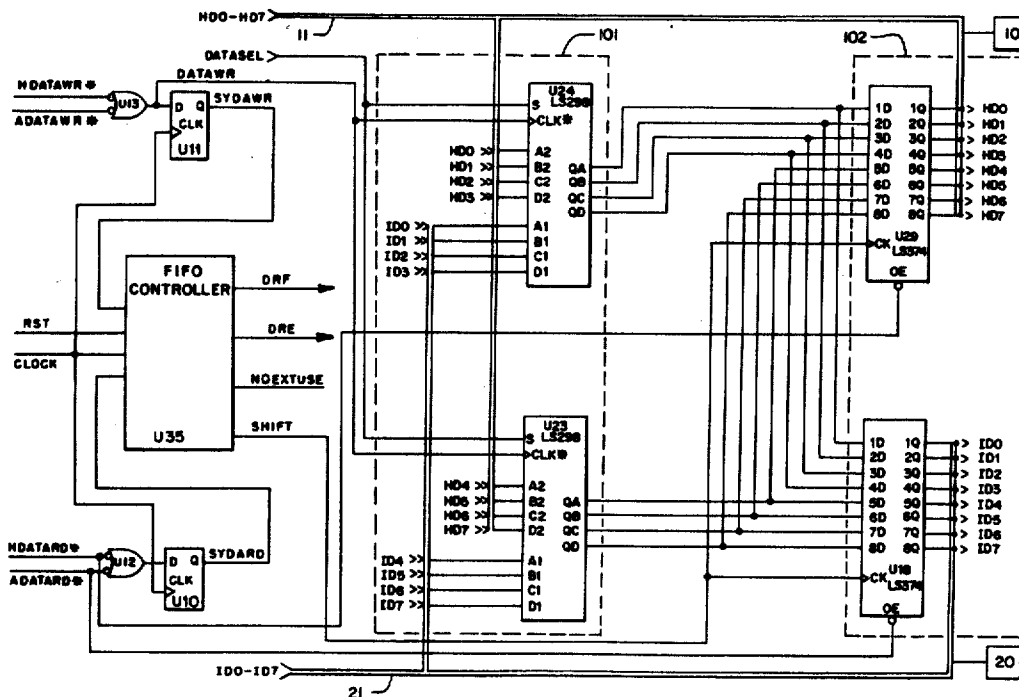 HD0-HD7
11
101
102
10
DATASEL
DATAWR
HDATAWR*
ADATAWR*
U13
D Q
CLK
U11
SYDAWR
U24
LS298
S
CLK*
HD0
HD1
HD2
HD3
A2
B2
C2
D2
QA
QB
QC
QD
ID0
ID1
ID2
ID3
A1
B1
C1
D1
1D 1Q HD0
2D 2Q HD1
3D 3Q HD2
4D 4Q HD3
5D 5Q HD4
6D 6Q HD5
7D 7Q HD6
8D 8Q HD7
CK
U29
LS374
OE
FIFO
CONTROLLER
DRF
DRE
NOEXTUSE
SHIFT
U35
RST
CLOCK
U23
LS298
S
CLK*
HD4
HD5
HD6
HD7
A2
B2
C2
D2
QA
QB
QC
QD
ID4
ID5
ID6
ID7
A1
B1
C1
D1
1D 1Q ID0
2D 2Q ID1
3D 3Q ID2
4D 4Q ID3
5D 5Q ID4
6D 6Q ID5
7D 7Q ID6
8D 8Q ID7
CK
U18
LS374
OE
HDATARD*
ADATARD*
U12
D Q
CLK
U10
SYDARD
ID0-ID7
21
20